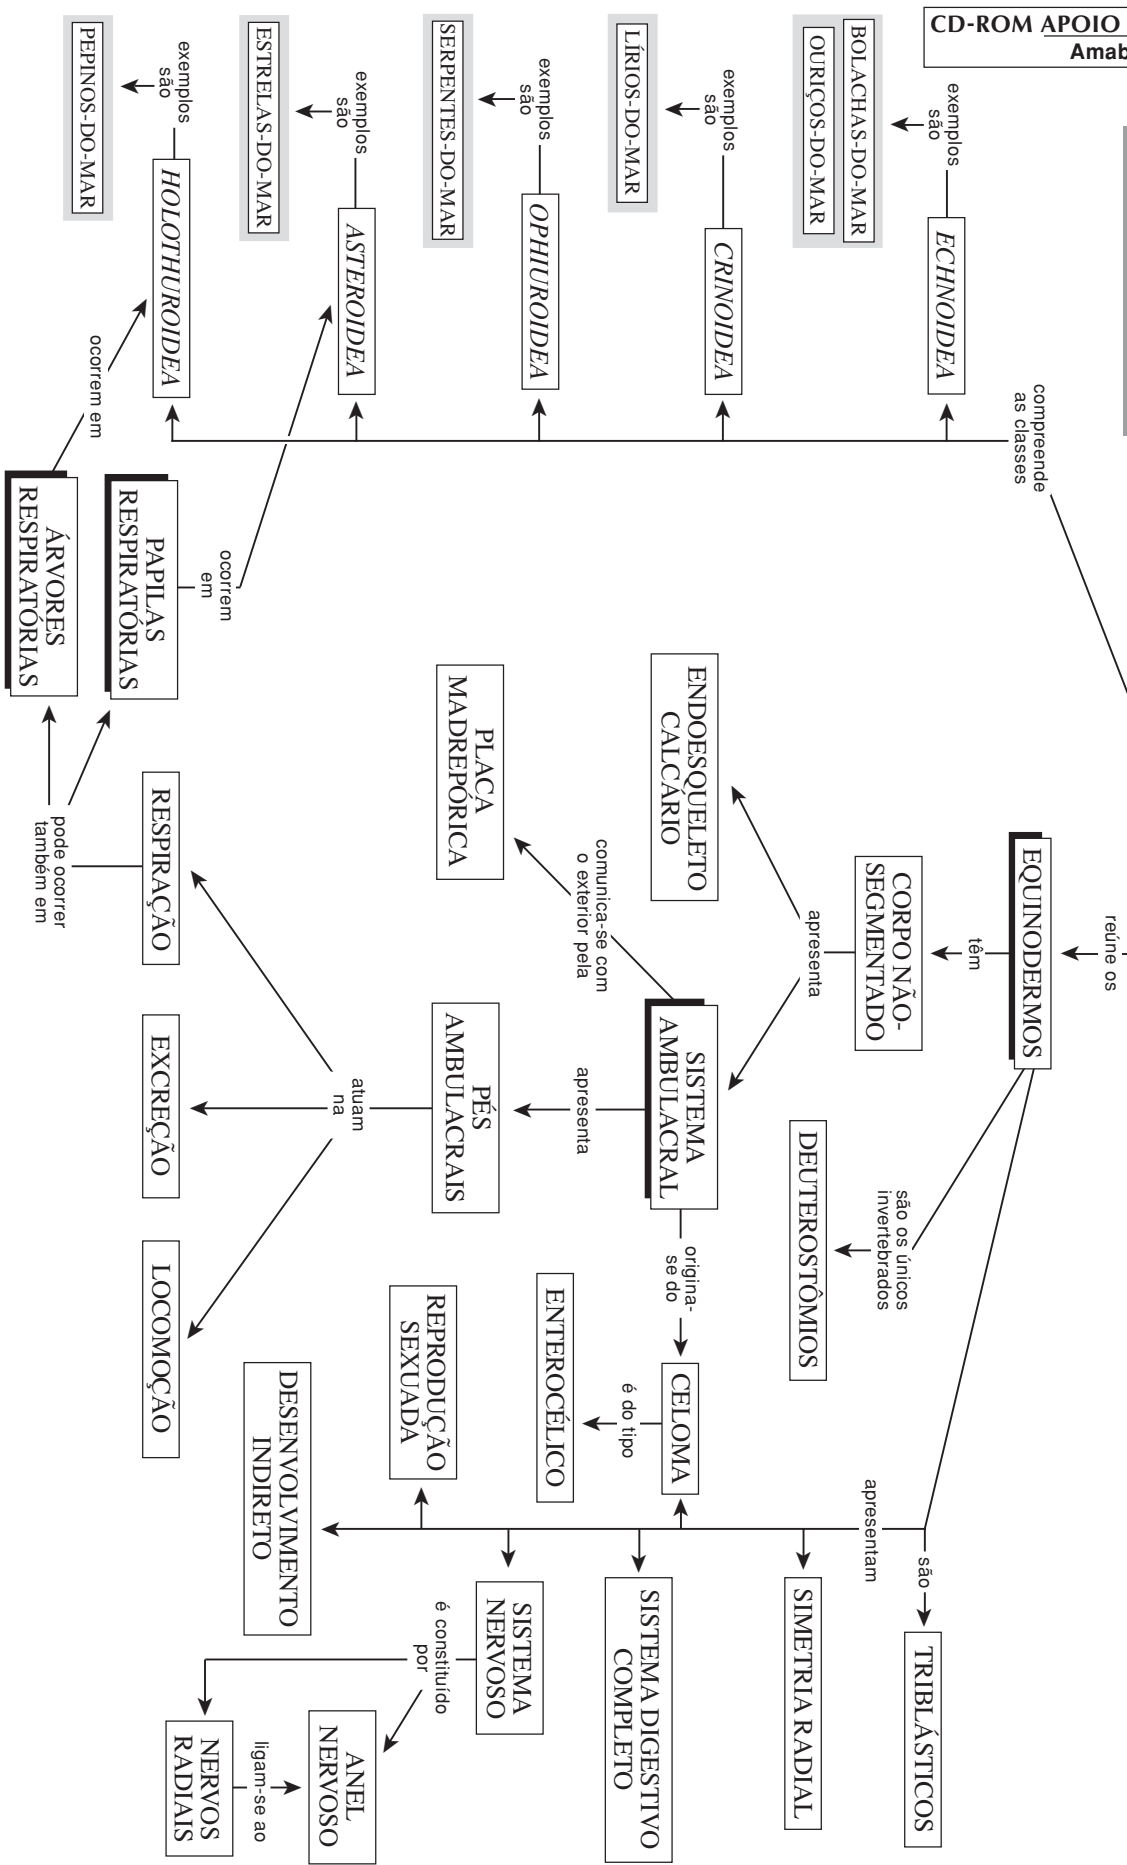 CD-ROM APOIO
Amab
reúne os
EQUINODERMOS
compreende
as classes
ECHNOIDEA
exemplos
são
BOLACHAS-DO-MAR
OURIÇOS-DO-MAR
CRINOIDEA
exemplos
são
LÍRIOS-DO-MAR
OPHIUROIDEA
exemplos
são
SERPENTES-DO-MAR
ASTEROIDEA
exemplos
são
ESTRELAS-DO-MAR
HOLOTHUROIDEA
exemplos
são
PEPINOS-DO-MAR
têm
CORPO NÃO-
SEGMENTADO
apresenta
ENDOESQUELETO
CALCÁRIO
SISTEMA
AMBULACRAL
comunica-se com
o exterior pela
PLACA
MADREPÓRICA
apresenta
PÉS
AMBULACRAIS
atuam
na
RESPIRAÇÃO
EXCREÇÃO
LOCOMOÇÃO
pode ocorrer
também em
PAPILAS
RESPIRATÓRIAS
ocorrem
em
ÁRVORES
RESPIRATÓRIAS
ocorrem em
origina-
se do
CELOMA
é do tipo
ENTEROCÉLICO
são os únicos
invertebrados
DEUTEROSTÔMIOS
são
TRIBLÁSTICOS
apresentam
SIMETRIA RADIAL
SISTEMA DIGESTIVO
COMPLETO
SISTEMA
NERVOSO
é constituído
por
ANEL
NERVOSO
NERVOS
RADIAIS
ligam-se ao
REPRODUÇÃO
SEXUADA
DESENVOLVIMENTO
INDIRETO